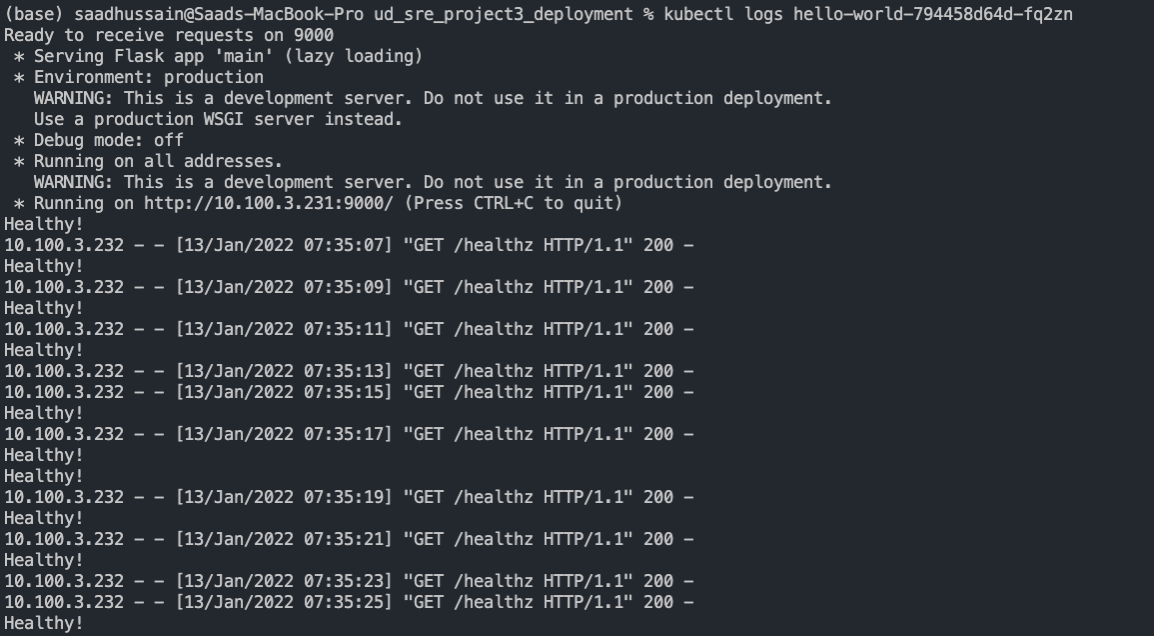 (base) saadhussain@Saads-MacBook-Pro ud_sre_project3_deployment % kubectl logs hello-world-794458d64d-fq2zn
Ready to receive requests on 9000
 * Serving Flask app 'main' (lazy loading)
 * Environment: production
   WARNING: This is a development server. Do not use it in a production deployment.
   Use a production WSGI server instead.
 * Debug mode: off
 * Running on all addresses.
   WARNING: This is a development server. Do not use it in a production deployment.
 * Running on http://10.100.3.231:9000/ (Press CTRL+C to quit)
Healthy!
10.100.3.232 - - [13/Jan/2022 07:35:07] "GET /healthz HTTP/1.1" 200 -
Healthy!
10.100.3.232 - - [13/Jan/2022 07:35:09] "GET /healthz HTTP/1.1" 200 -
Healthy!
10.100.3.232 - - [13/Jan/2022 07:35:11] "GET /healthz HTTP/1.1" 200 -
Healthy!
10.100.3.232 - - [13/Jan/2022 07:35:13] "GET /healthz HTTP/1.1" 200 -
10.100.3.232 - - [13/Jan/2022 07:35:15] "GET /healthz HTTP/1.1" 200 -
Healthy!
10.100.3.232 - - [13/Jan/2022 07:35:17] "GET /healthz HTTP/1.1" 200 -
Healthy!
Healthy!
10.100.3.232 - - [13/Jan/2022 07:35:19] "GET /healthz HTTP/1.1" 200 -
Healthy!
10.100.3.232 - - [13/Jan/2022 07:35:21] "GET /healthz HTTP/1.1" 200 -
Healthy!
10.100.3.232 - - [13/Jan/2022 07:35:23] "GET /healthz HTTP/1.1" 200 -
10.100.3.232 - - [13/Jan/2022 07:35:25] "GET /healthz HTTP/1.1" 200 -
Healthy!